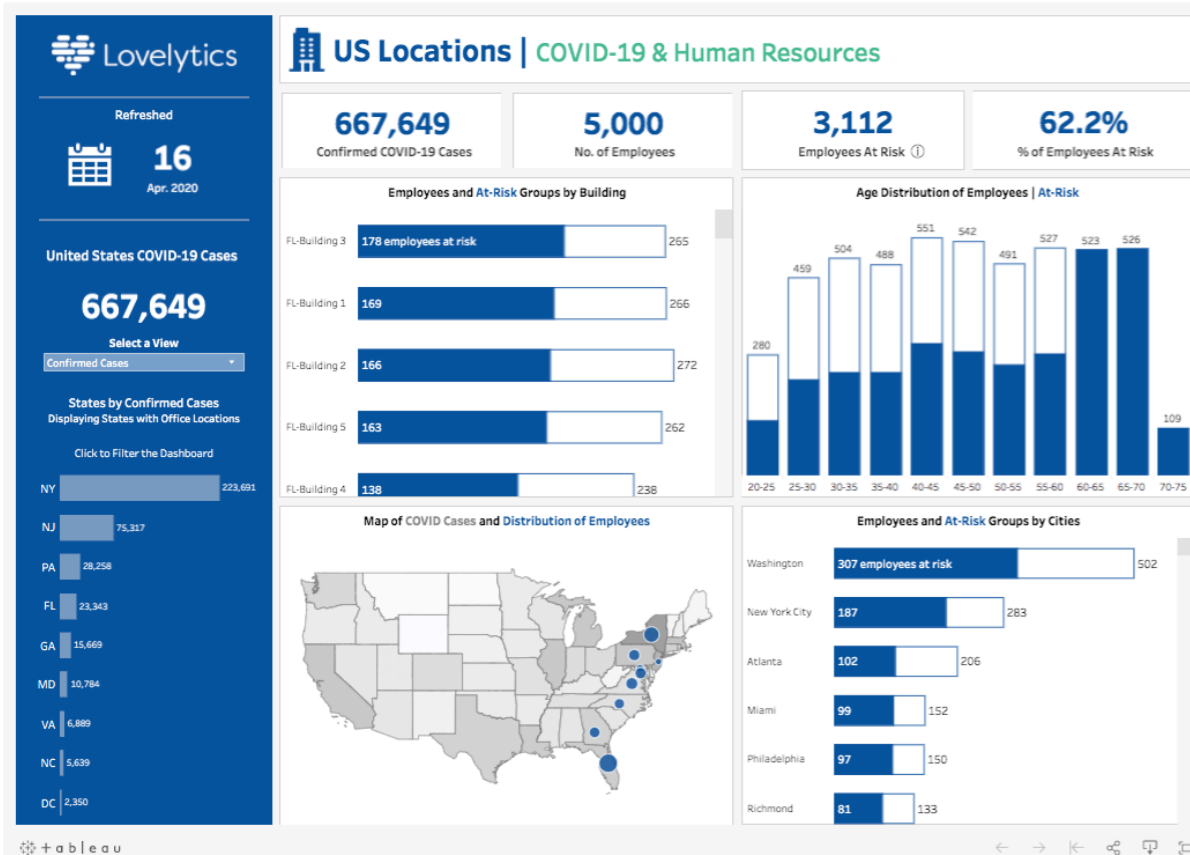 Lovelytics
Refreshed
16
Apr. 2020
United States COVID-19 Cases
667,649
Select a View
Confirmed Cases
States by Confirmed Cases
Displaying States with Office Locations
Click to Filter the Dashboard
NY 223,691
NJ 75,317
PA 28,258
FL 23,343
GA 15,669
MD 10,784
VA 6,889
NC 5,639
DC 2,350
US Locations | COVID-19 & Human Resources
667,649
Confirmed COVID-19 Cases
5,000
No. of Employees
3,112
Employees At Risk ⓘ
62.2%
% of Employees At Risk
Employees and At-Risk Groups by Building
FL-Building 3 178 employees at risk 265
FL-Building 1 169 266
FL-Building 2 166 272
FL-Building 5 163 262
FL-Building 4 138 238
Age Distribution of Employees | At-Risk
280 459 504 488 551 542 491 527 523 526 109
20-25 25-30 30-35 35-40 40-45 45-50 50-55 55-60 60-65 65-70 70-75
Map of COVID Cases and Distribution of Employees
Employees and At-Risk Groups by Cities
Washington 307 employees at risk 502
New York City 187 283
Atlanta 102 206
Miami 99 152
Philadelphia 97 150
Richmond 81 133
+ableau